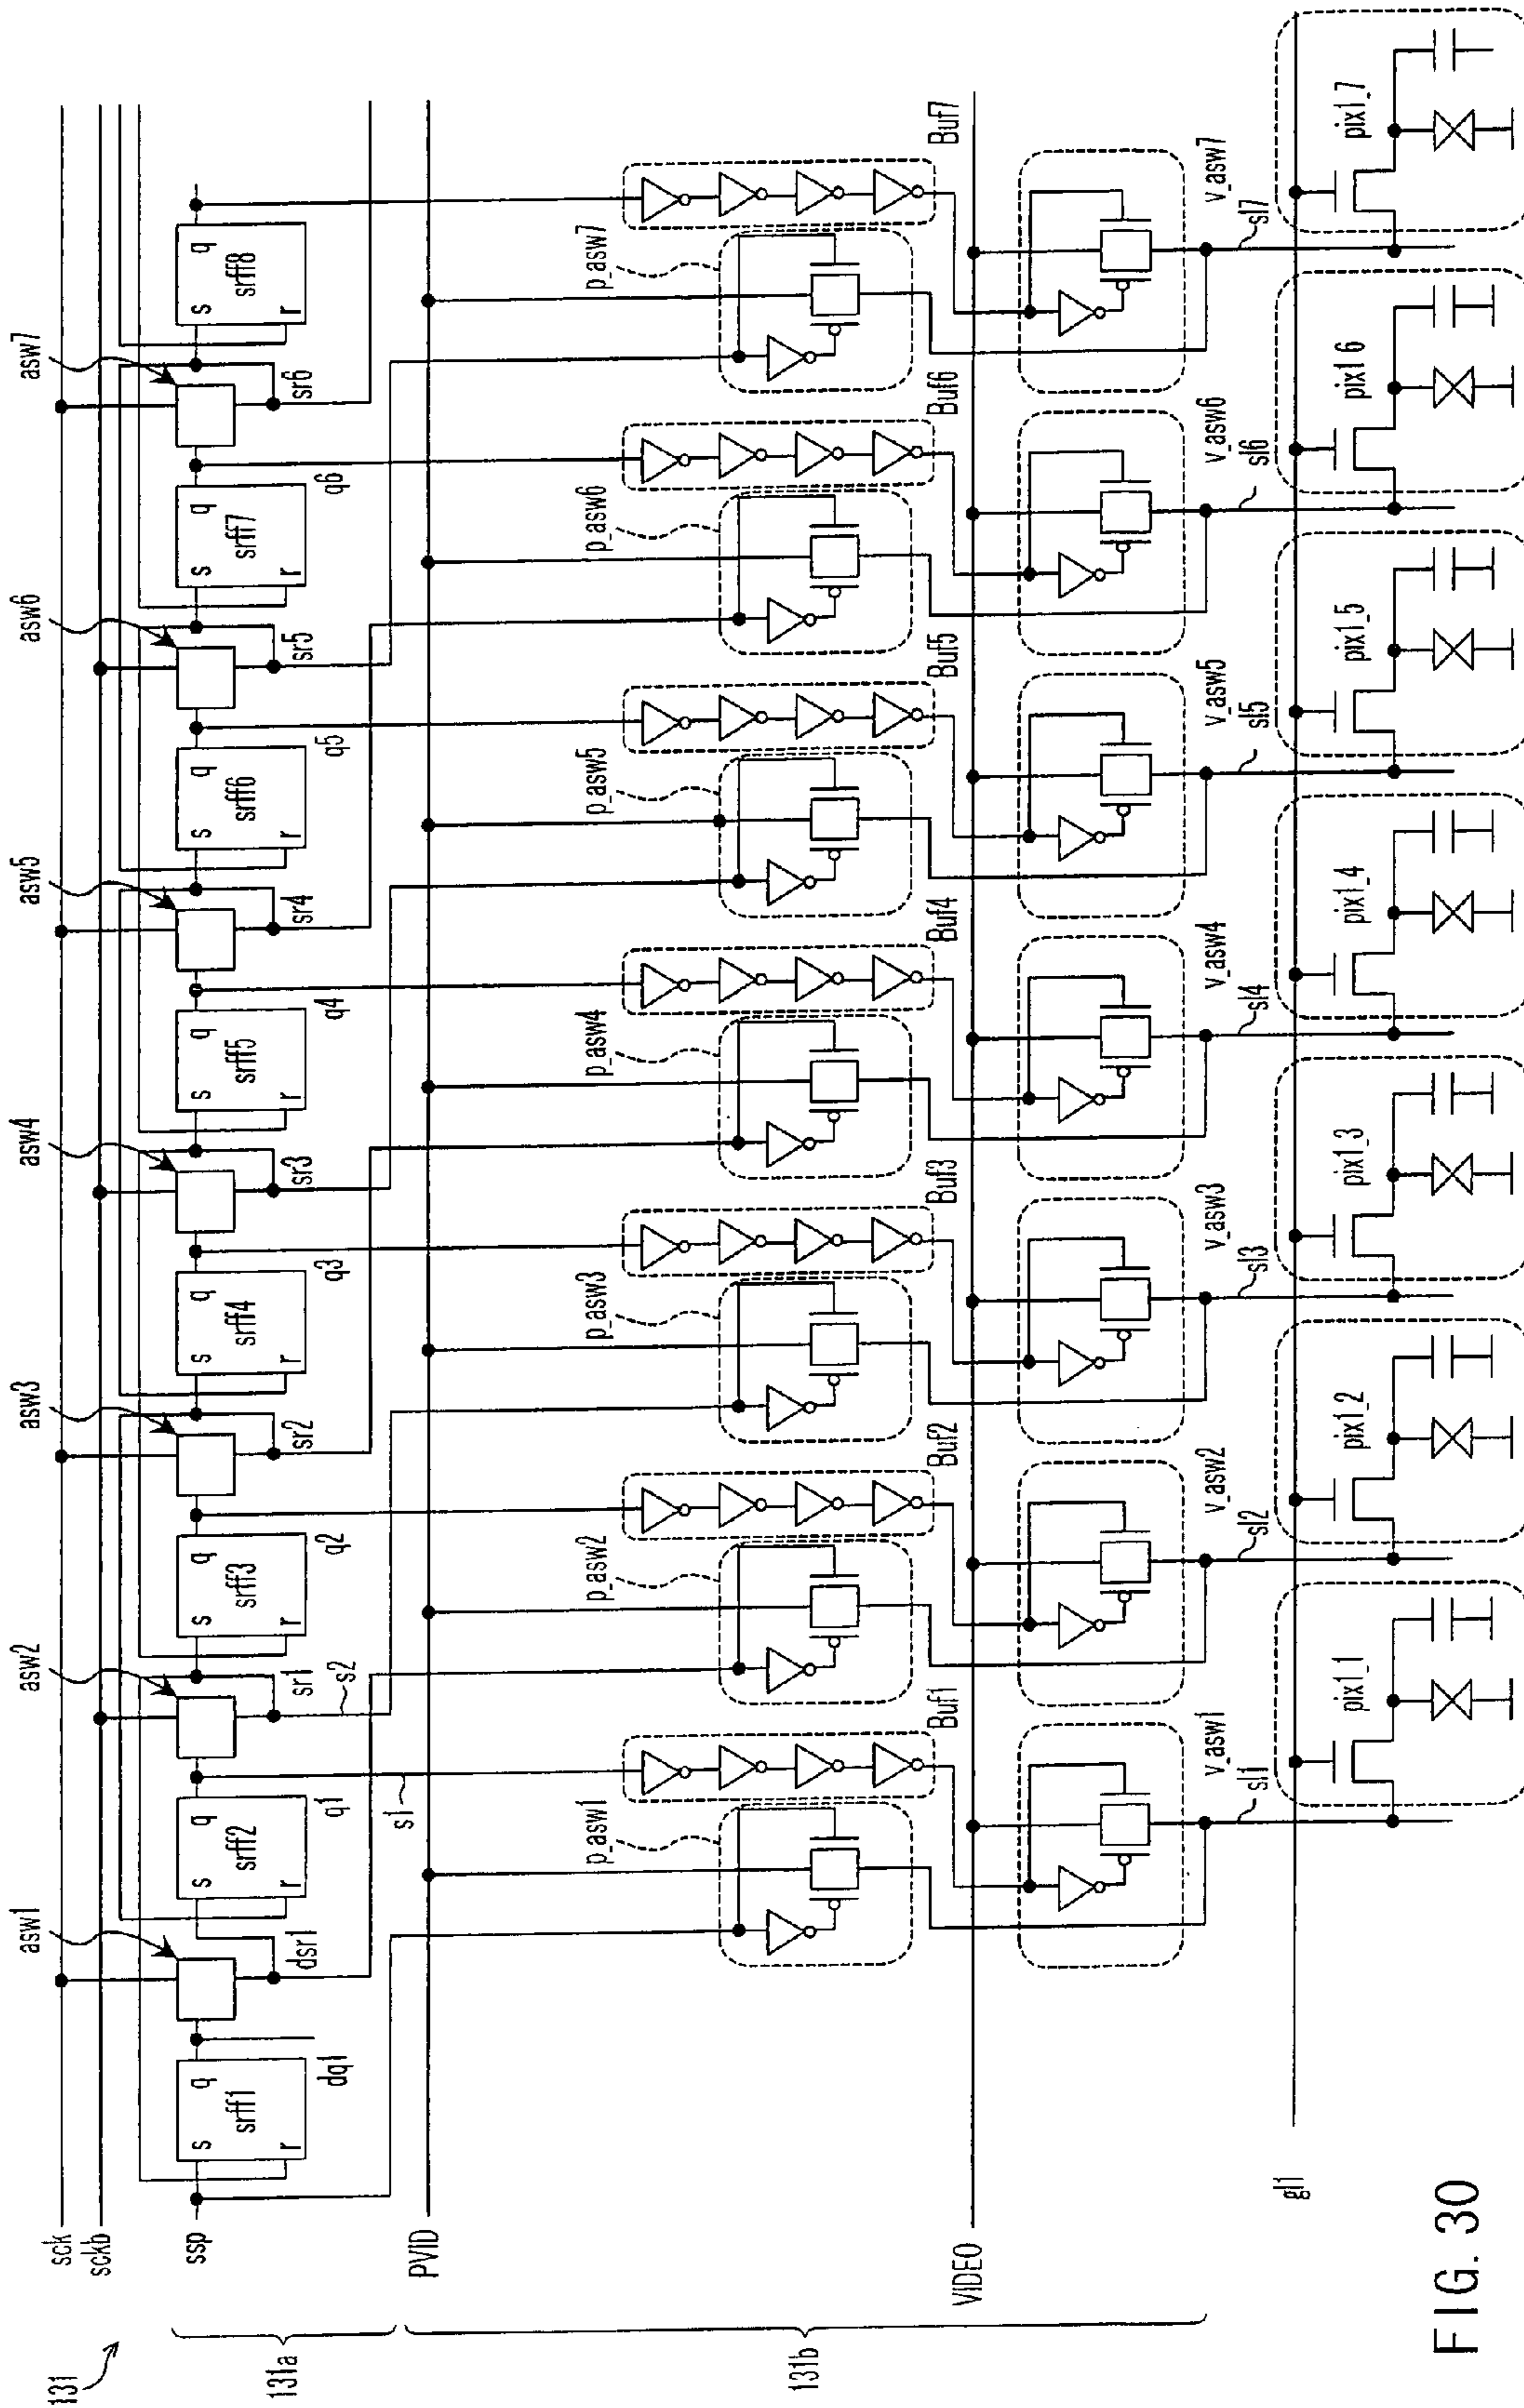 131
131a
131b
sck
sckb
ssp
PVID
VIDEO
gl1
asw1
asw2
asw3
asw4
asw5
asw6
asw7
s q srff1 r
s q srff2 r
s q srff3 r
s q srff4 r
s q srff5 r
s q srff6 r
s q srff7 r
s q srff8 r
dq1
dsr1
q1
sr1
q2
sr2
q3
sr3
q4
sr4
q5
sr5
q6
sr6
s1
s2
p_asw1
p_asw2
p_asw3
p_asw4
p_asw5
p_asw6
p_asw7
Buf1
Buf2
Buf3
Buf4
Buf5
Buf6
Buf7
v_asw1
v_asw2
v_asw3
v_asw4
v_asw5
v_asw6
v_asw7
sl1
sl2
sl3
sl4
sl5
sl6
sl7
pix1_1
pix1_2
pix1_3
pix1_4
pix1_5
pix1_6
pix1_7
FIG. 30